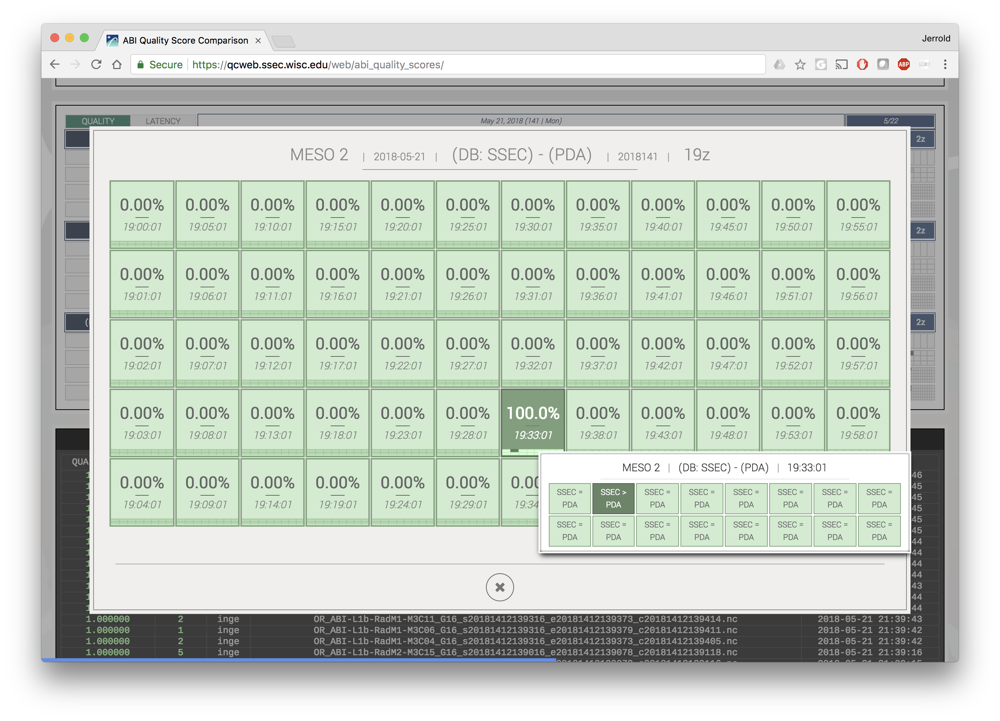 ABI Quality Score Comparison
Jerrold
Secure https://qcweb.ssec.wisc.edu/web/abi_quality_scores/
ABP
QUALITY LATENCY May 21, 2018 (141 | Mon) 5/22
2z
MESO 2 | 2018-05-21 | (DB: SSEC) - (PDA) | 2018141 | 19z
0.00% 0.00% 0.00% 0.00% 0.00% 0.00% 0.00% 0.00% 0.00% 0.00% 0.00% 0.00%
19:00:01 19:05:01 19:10:01 19:15:01 19:20:01 19:25:01 19:30:01 19:35:01 19:40:01 19:45:01 19:50:01 19:55:01
2z
0.00% 0.00% 0.00% 0.00% 0.00% 0.00% 0.00% 0.00% 0.00% 0.00% 0.00% 0.00%
19:01:01 19:06:01 19:11:01 19:16:01 19:21:01 19:26:01 19:31:01 19:36:01 19:41:01 19:46:01 19:51:01 19:56:01
2z
0.00% 0.00% 0.00% 0.00% 0.00% 0.00% 0.00% 0.00% 0.00% 0.00% 0.00% 0.00%
19:02:01 19:07:01 19:12:01 19:17:01 19:22:01 19:27:01 19:32:01 19:37:01 19:42:01 19:47:01 19:52:01 19:57:01
0.00% 0.00% 0.00% 0.00% 0.00% 0.00% 100.0% 0.00% 0.00% 0.00% 0.00% 0.00%
19:03:01 19:08:01 19:13:01 19:18:01 19:23:01 19:28:01 19:33:01 19:38:01 19:43:01 19:48:01 19:53:01 19:58:01
QUA
0.00% 0.00% 0.00% 0.00% 0.00% 0.00% 0.00
19:04:01 19:09:01 19:14:01 19:19:01 19:24:01 19:29:01 19:34
MESO 2 | (DB: SSEC) - (PDA) | 19:33:01
SSEC = SSEC > SSEC = SSEC = SSEC = SSEC = SSEC = SSEC =
PDA PDA PDA PDA PDA PDA PDA PDA
SSEC = SSEC = SSEC = SSEC = SSEC = SSEC = SSEC = SSEC =
PDA PDA PDA PDA PDA PDA PDA PDA
46
45
45
45
45
45
44
44
44
44
43
44
44
1.000000 2 inge OR_ABI-L1b-RadM1-M3C11_G16_s20181412139316_e20181412139373_c20181412139414.nc 2018-05-21 21:39:43
1.000000 1 inge OR_ABI-L1b-RadM1-M3C06_G16_s20181412139316_e20181412139379_c20181412139411.nc 2018-05-21 21:39:42
1.000000 2 inge OR_ABI-L1b-RadM1-M3C04_G16_s20181412139316_e20181412139373_c20181412139405.nc 2018-05-21 21:39:42
1.000000 5 inge OR_ABI-L1b-RadM2-M3C15_G16_s20181412139016_e20181412139078_c20181412139118.nc 2018-05-21 21:39:16